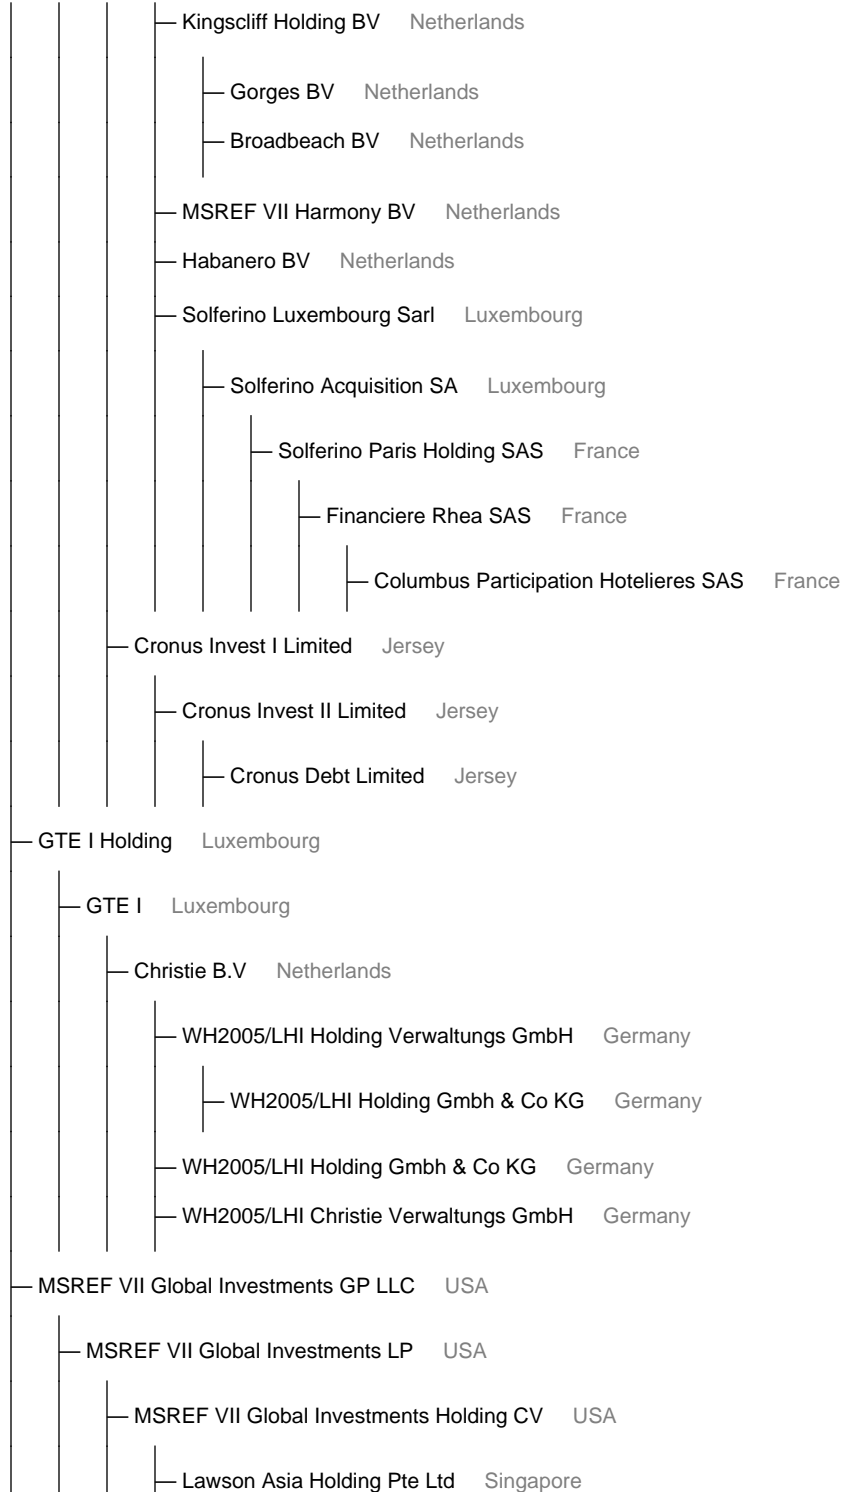 Kingscliff Holding BV Netherlands
Gorges BV Netherlands
Broadbeach BV Netherlands
MSREF VII Harmony BV Netherlands
Habanero BV Netherlands
Solferino Luxembourg Sarl Luxembourg
Solferino Acquisition SA Luxembourg
Solferino Paris Holding SAS France
Financiere Rhea SAS France
Columbus Participation Hotelieres SAS France
Cronus Invest I Limited Jersey
Cronus Invest II Limited Jersey
Cronus Debt Limited Jersey
GTE I Holding Luxembourg
GTE I Luxembourg
Christie B.V Netherlands
WH2005/LHI Holding Verwaltungs GmbH Germany
WH2005/LHI Holding Gmbh & Co KG Germany
WH2005/LHI Holding Gmbh & Co KG Germany
WH2005/LHI Christie Verwaltungs GmbH Germany
MSREF VII Global Investments GP LLC USA
MSREF VII Global Investments LP USA
MSREF VII Global Investments Holding CV USA
Lawson Asia Holding Pte Ltd Singapore